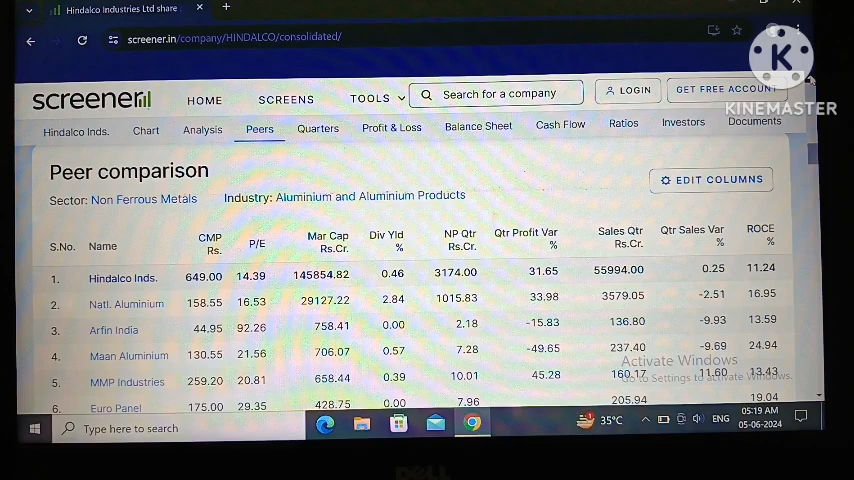 Hindalco Industries Ltd share
screener.in/company/HINDALCO/consolidated/
K
KINEMASTER
screener
HOME SCREENS TOOLS Search for a company LOGIN GET FREE ACCOUNT
Hindalco Inds. Chart Analysis Peers Quarters Profit & Loss Balance Sheet Cash Flow Ratios Investors Documents
Peer comparison
EDIT COLUMNS
Sector: Non Ferrous Metals Industry: Aluminium and Aluminium Products
S.No. Name CMP Rs. P/E Mar Cap Rs.Cr. Div Yld % NP Qtr Rs.Cr. Qtr Profit Var % Sales Qtr Rs.Cr. Qtr Sales Var % ROCE %
1. Hindalco Inds. 649.00 14.39 145854.82 0.46 3174.00 31.65 55994.00 0.25 11.24
2. Natl. Aluminium 158.55 16.53 29127.22 2.84 1015.83 33.98 3579.05 -2.51 16.95
3. Arfin India 44.95 92.26 758.41 0.00 2.18 -15.83 136.80 -9.93 13.59
4. Maan Aluminium 130.55 21.56 706.07 0.57 7.28 -49.65 237.40 -9.69 24.94
5. MMP Industries 259.20 20.81 658.44 0.39 10.01 45.28 160.17 11.60 13.43
6. Euro Panel 175.00 29.35 428.75 0.00 7.96 205.94 19.04
Activate Windows
Go to Settings to activate Windows.
Type here to search 1 35°C ENG 05:19 AM
05-06-2024
DELL